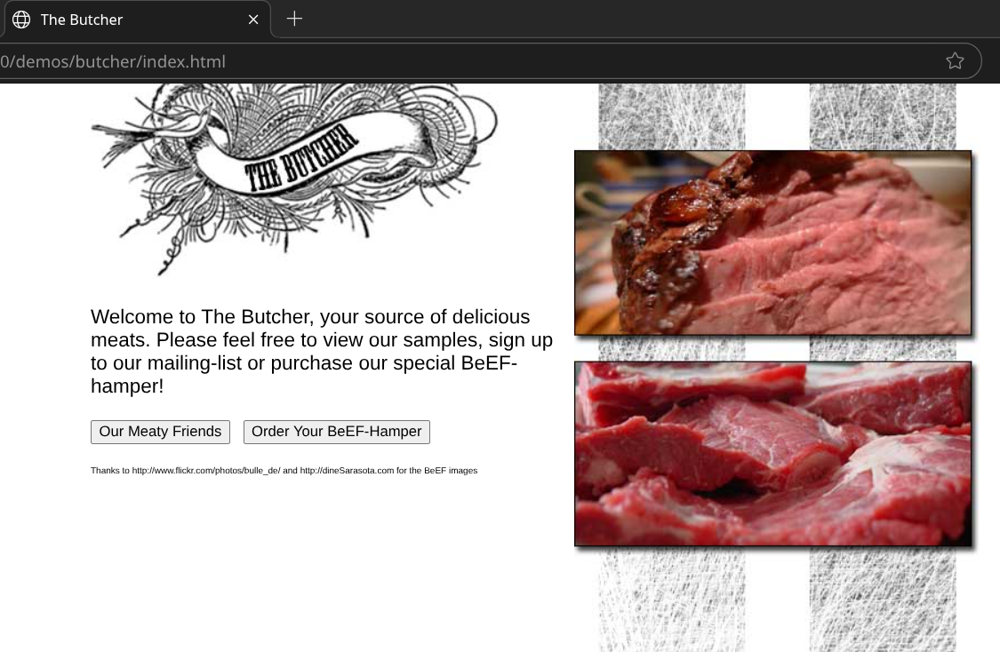 The Butcher
0/demos/butcher/index.html
THE BUTCHER
Welcome to The Butcher, your source of delicious
meats. Please feel free to view our samples, sign up
to our mailing-list or purchase our special BeEF-
hamper!
Our Meaty Friends
Order Your BeEF-Hamper
Thanks to http://www.flickr.com/photos/bulle_de/ and http://dineSarasota.com for the BeEF images